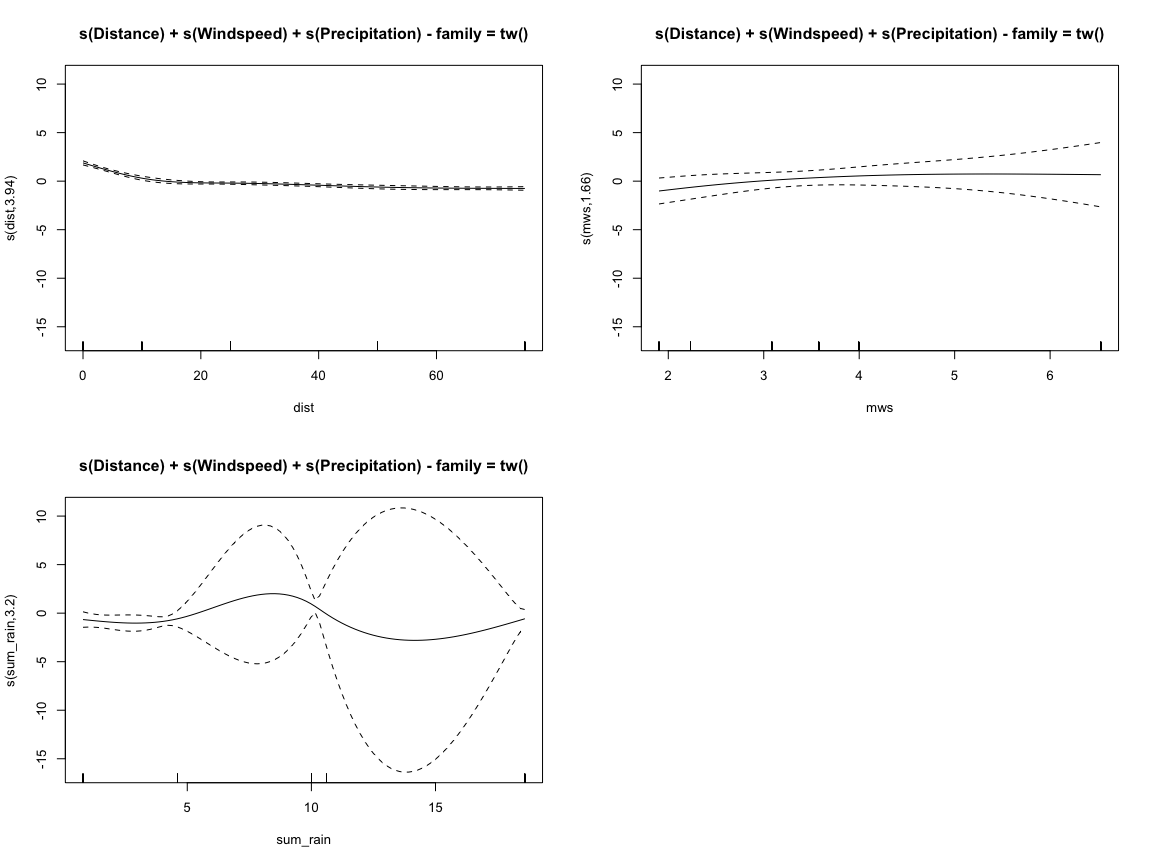 s(Distance) + s(Windspeed) + s(Precipitation) - family = tw()
s(dist,3.94)
10
5
0
-5
-10
-15
0 20 40 60
dist
s(Distance) + s(Windspeed) + s(Precipitation) - family = tw()
s(mws,1.66)
10
5
0
-5
-10
-15
2 3 4 5 6
mws
s(Distance) + s(Windspeed) + s(Precipitation) - family = tw()
s(sum_rain,3.2)
10
5
0
-5
-10
-15
5 10 15
sum_rain